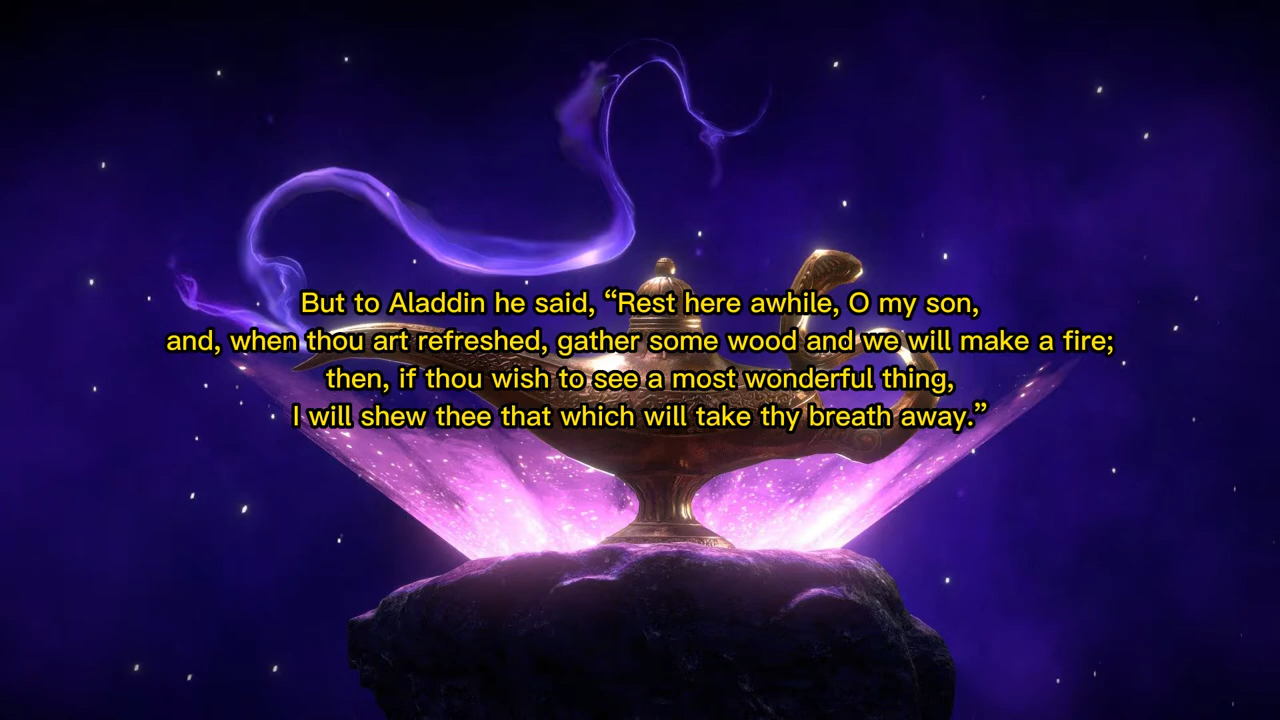 But to Aladdin he said, “Rest here awhile, O my son,
and, when thou art refreshed, gather some wood and we will make a fire;
then, if thou wish to see a most wonderful thing,
I will shew thee that which will take thy breath away.”